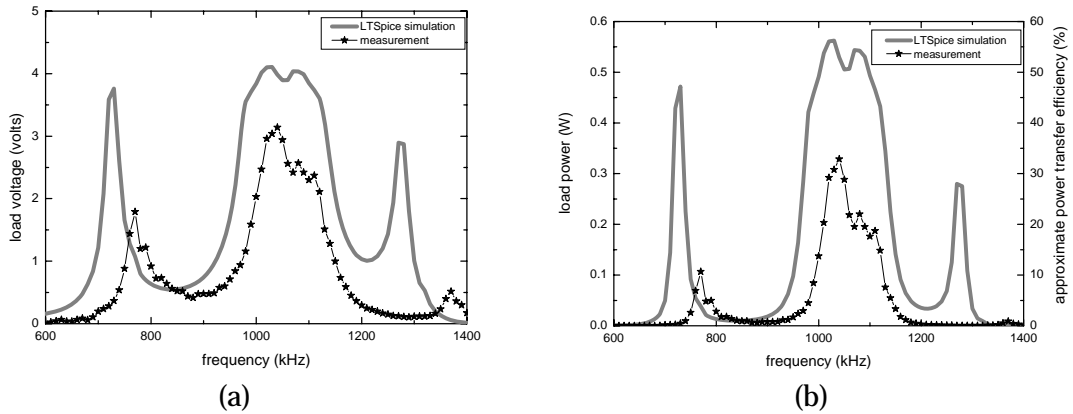 5
4
3
2
1
0
load voltage (volts)
LTSpice simulation
measurement
600 800 1000 1200 1400
frequency (kHz)
(a)
0.6
0.5
0.4
0.3
0.2
0.1
0.0
load power (W)
LTSpice simulation
measurement
60
50
40
30
20
10
0
approximate power transfer efficiency (%)
600 800 1000 1200 1400
frequency (kHz)
(b)